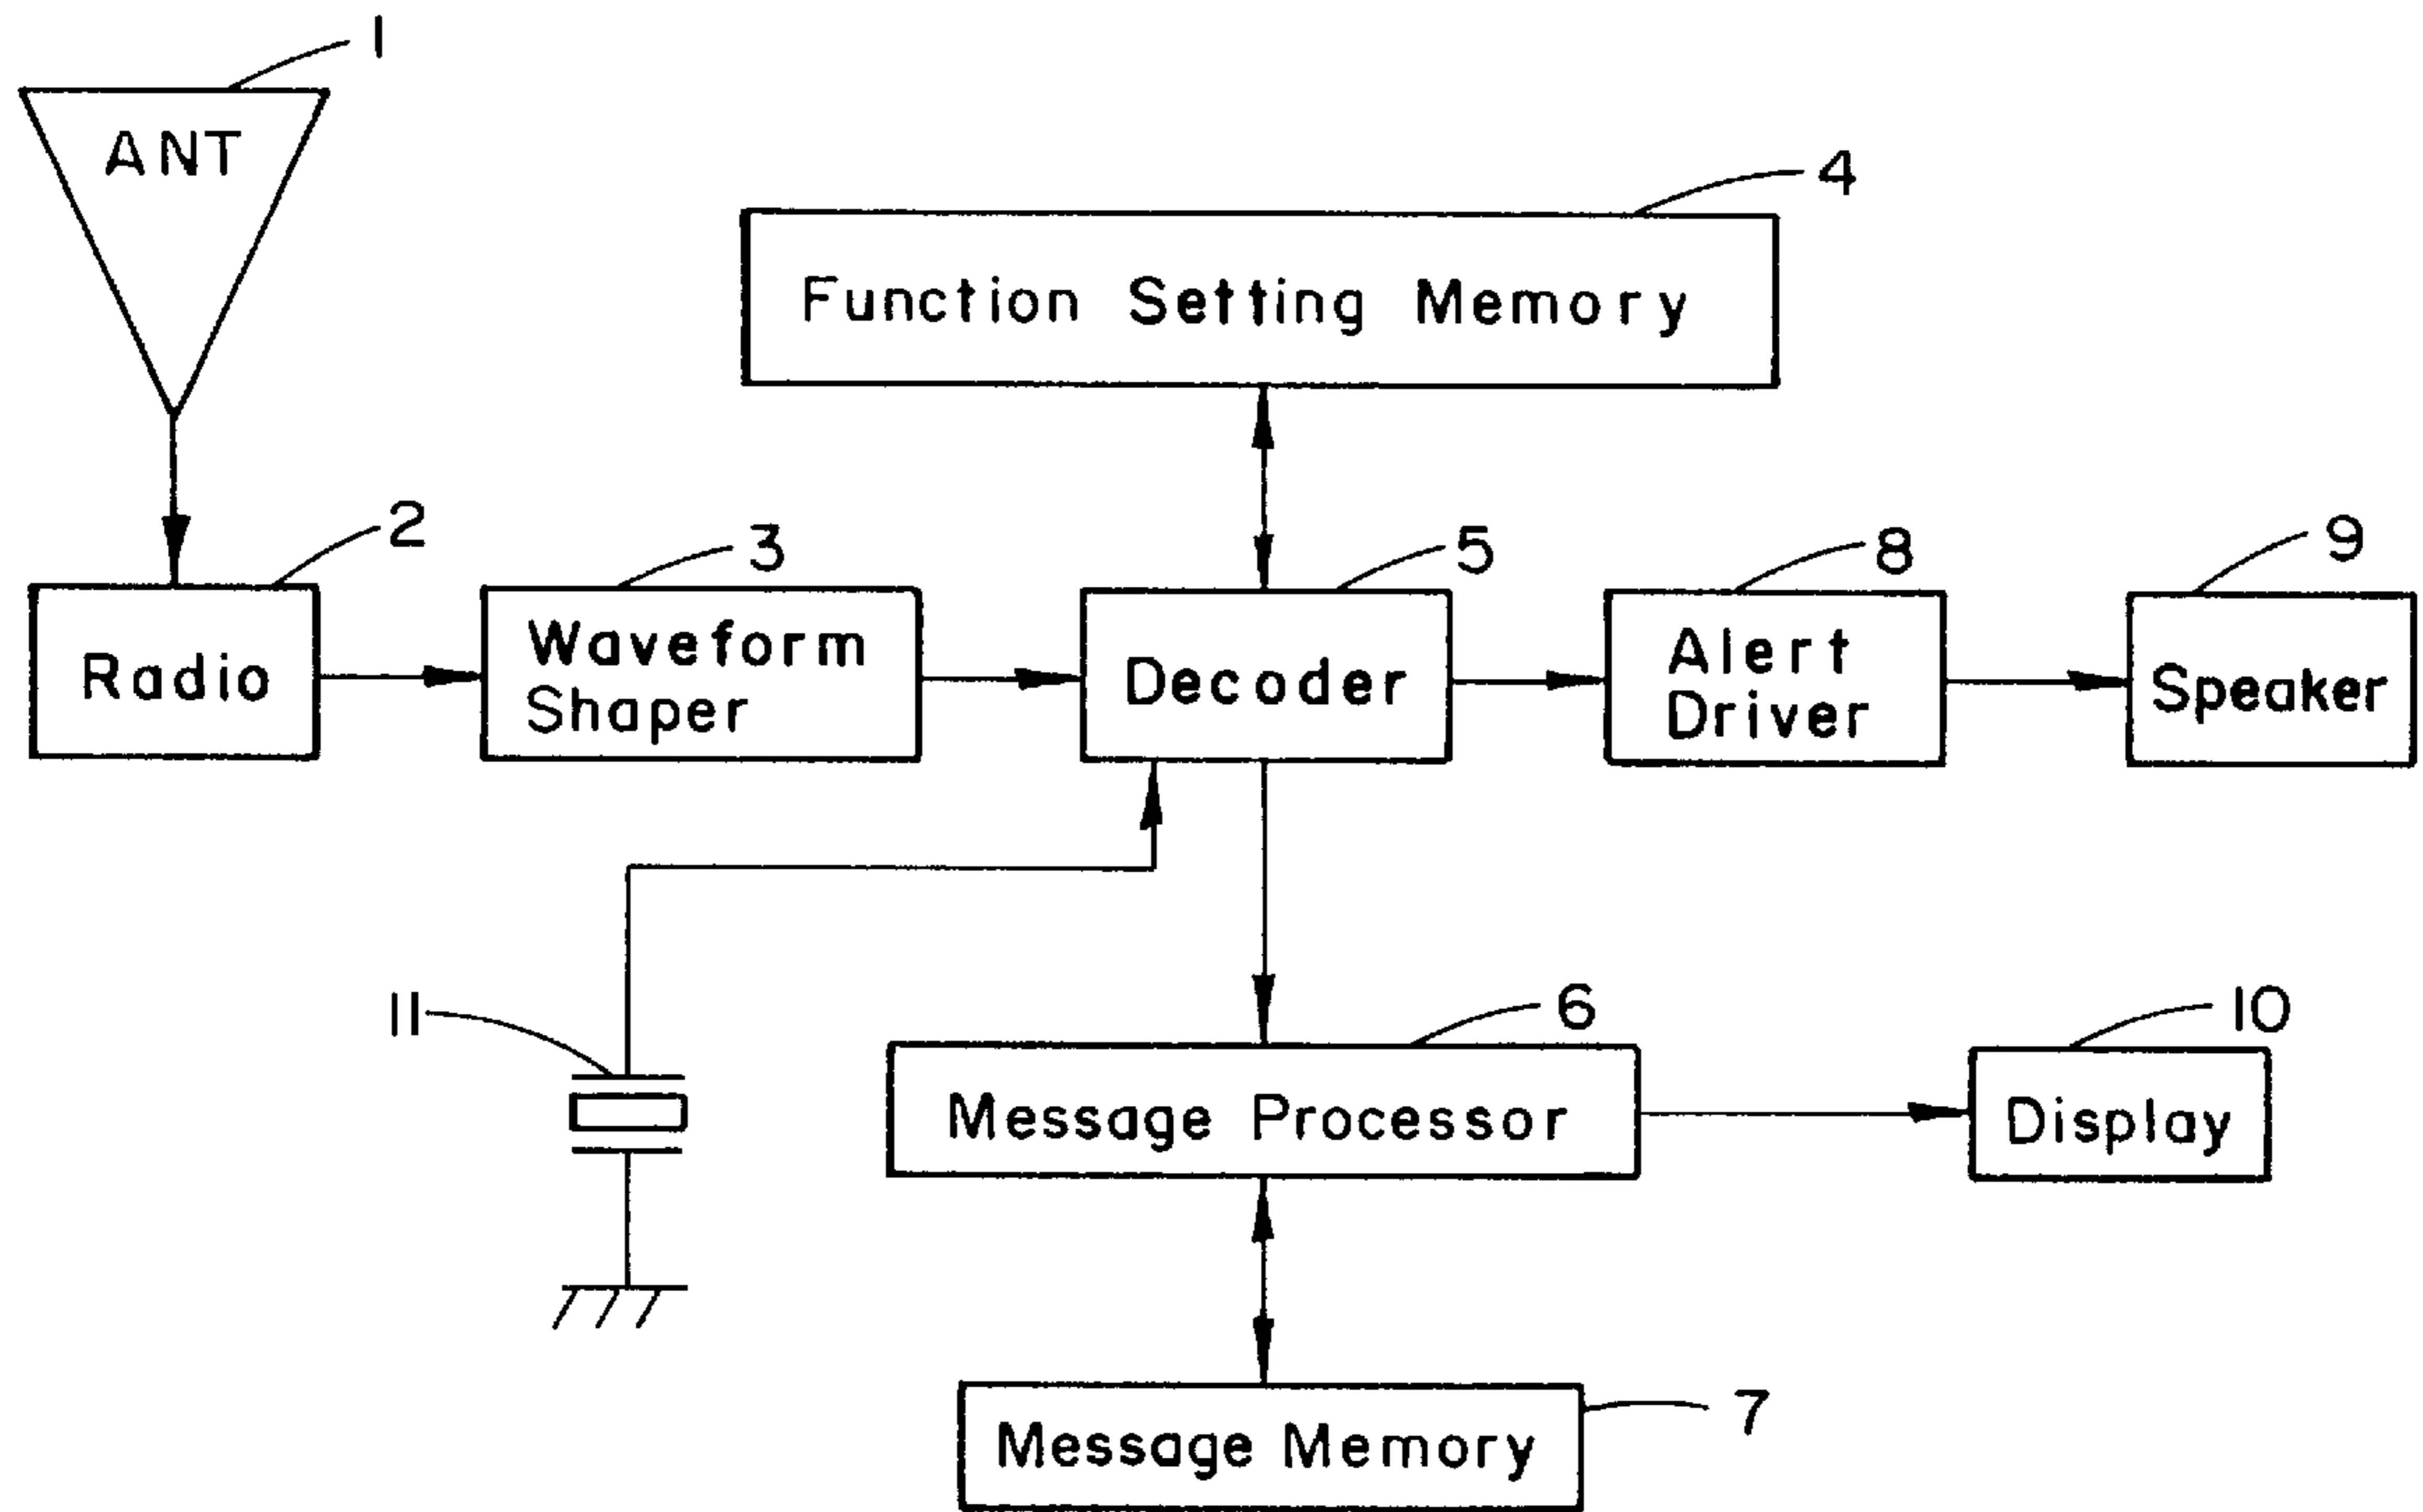 1
ANT
4
Function Setting Memory
2
3
5
8
9
Radio
Waveform
Shaper
Decoder
Alert
Driver
Speaker
11
6
10
Message Processor
Display
7
Message Memory